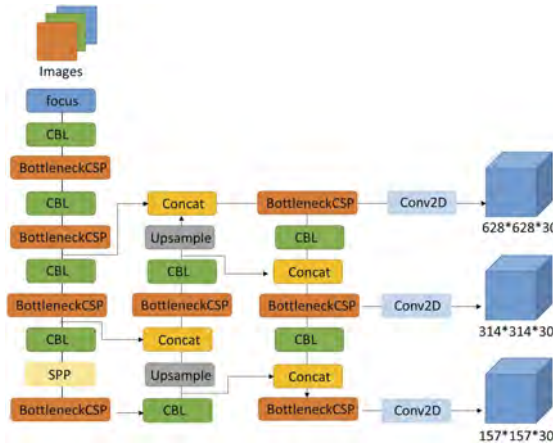 Images
focus
CBL
BottleneckCSP
CBL
BottleneckCSP
CBL
BottleneckCSP
CBL
SPP
BottleneckCSP
Concat
Upsample
CBL
BottleneckCSP
Concat
Upsample
CBL
BottleneckCSP
CBL
Concat
BottleneckCSP
CBL
Concat
BottleneckCSP
Conv2D
628*628*30
Conv2D
314*314*30
Conv2D
157*157*30